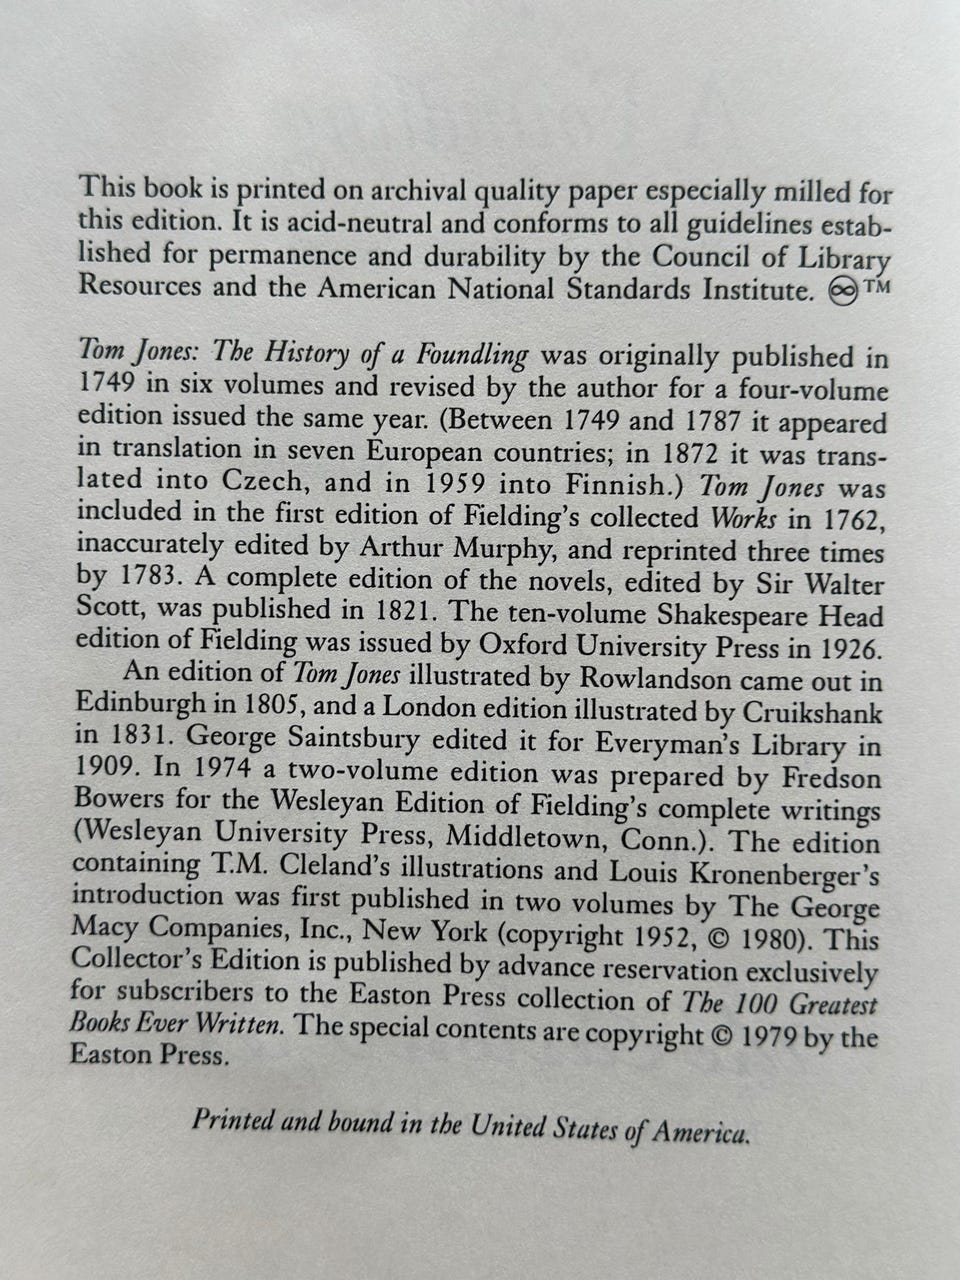 This book is printed on archival quality paper especially milled for
this edition. It is acid-neutral and conforms to all guidelines estab-
lished for permanence and durability by the Council of Library
Resources and the American National Standards Institute. ♾™
Tom Jones: The History of a Foundling was originally published in
1749 in six volumes and revised by the author for a four-volume
edition issued the same year. (Between 1749 and 1787 it appeared
in translation in seven European countries; in 1872 it was trans-
lated into Czech, and in 1959 into Finnish.) Tom Jones was
included in the first edition of Fielding's collected Works in 1762,
inaccurately edited by Arthur Murphy, and reprinted three times
by 1783. A complete edition of the novels, edited by Sir Walter
Scott, was published in 1821. The ten-volume Shakespeare Head
edition of Fielding was issued by Oxford University Press in 1926.
An edition of Tom Jones illustrated by Rowlandson came out in
Edinburgh in 1805, and a London edition illustrated by Cruikshank
in 1831. George Saintsbury edited it for Everyman's Library in
1909. In 1974 a two-volume edition was prepared by Fredson
Bowers for the Wesleyan Edition of Fielding's complete writings
(Wesleyan University Press, Middletown, Conn.). The edition
containing T.M. Cleland's illustrations and Louis Kronenberger's
introduction was first published in two volumes by The George
Macy Companies, Inc., New York (copyright 1952, © 1980). This
Collector's Edition is published by advance reservation exclusively
for subscribers to the Easton Press collection of The 100 Greatest
Books Ever Written. The special contents are copyright © 1979 by the
Easton Press.
Printed and bound in the United States of America.